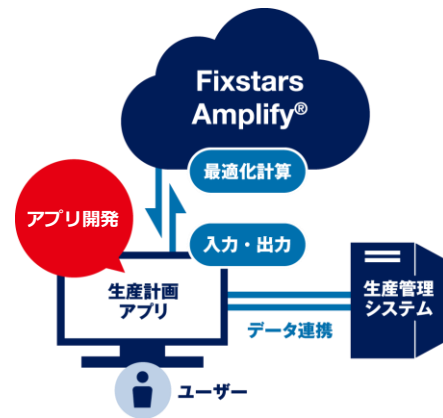 Fixstars
Amplify®
最適化計算
アプリ開発
入力・出力
生産計画
アプリ
生産管理
システム
データ連携
ユーザー